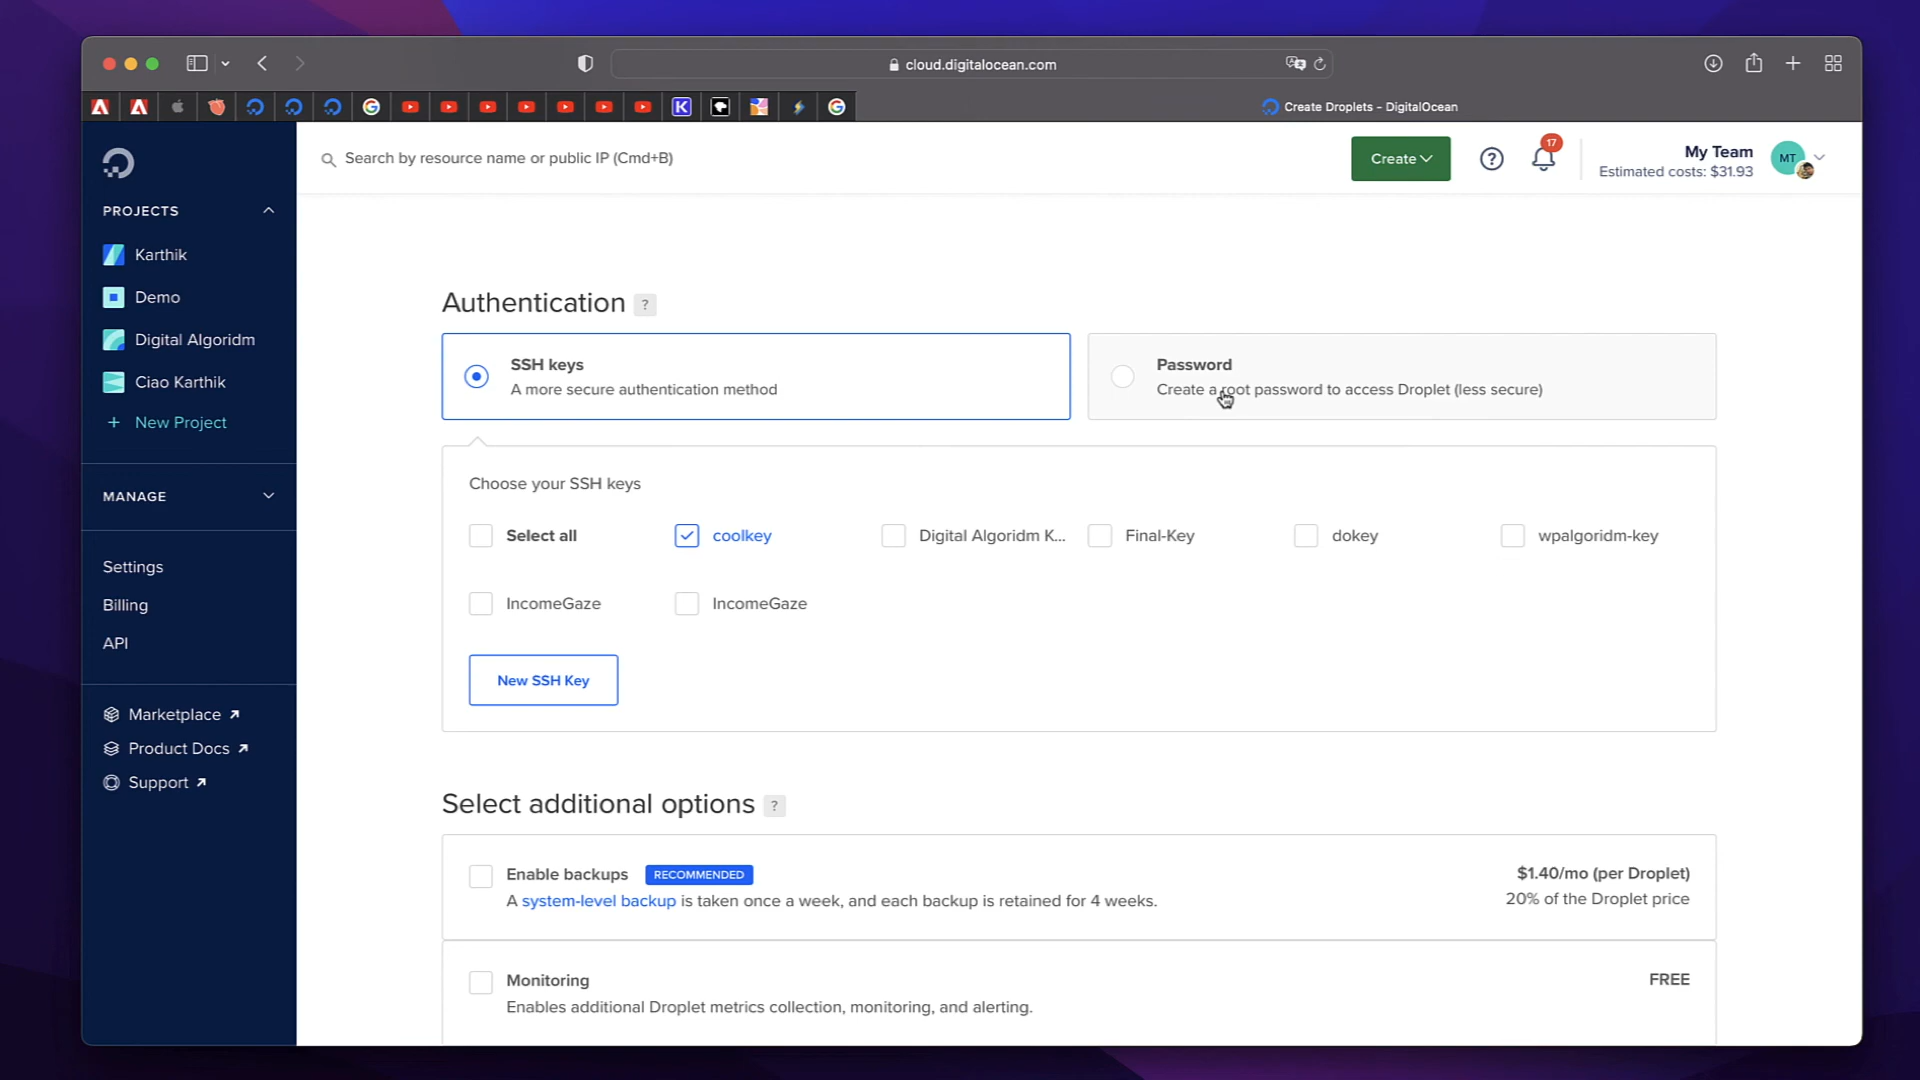 cloud.digitalocean.com
Create Droplets - DigitalOcean
Search by resource name or public IP (Cmd+B)
Create
17
My Team
Estimated costs: $31.93
MT
PROJECTS
Karthik
Demo
Digital Algoridm
Ciao Karthik
+ New Project
MANAGE
Settings
Billing
API
Marketplace
Product Docs
Support
Authentication ?
SSH keys
A more secure authentication method
Password
Create a root password to access Droplet (less secure)
Choose your SSH keys
Select all
coolkey
Digital Algoridm K...
Final-Key
dokey
wpalgoridm-key
IncomeGaze
IncomeGaze
New SSH Key
Select additional options ?
Enable backups RECOMMENDED
A system-level backup is taken once a week, and each backup is retained for 4 weeks.
$1.40/mo (per Droplet)
20% of the Droplet price
Monitoring
Enables additional Droplet metrics collection, monitoring, and alerting.
FREE